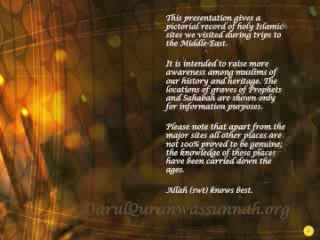 This presentation gives a
pictorial record of holy Islamic
sites we visited during trips to
the Middle-East.
It is intended to raise more
awareness among muslims of
our history and heritage. The
locations of graves of Prophets
and Sahabah are shown only
for information purposes.
Please note that apart from the
major sites all other places are
not 100% proved to be genuine;
the knowledge of these places
have been carried down the
ages.
Allah (swt) knows best.
DarulQuranwassunnah.org